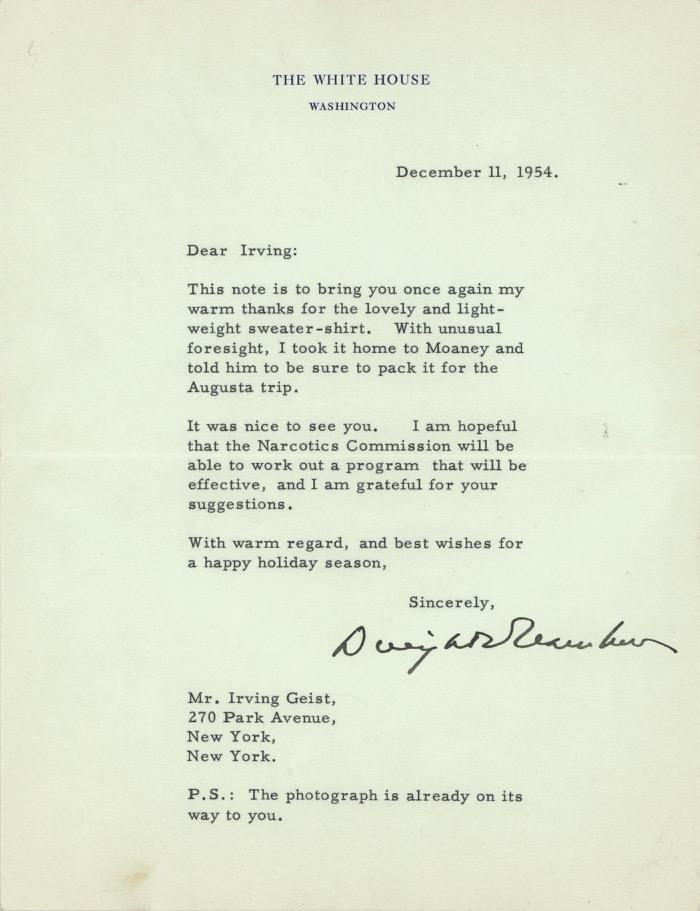 THE WHITE HOUSE
WASHINGTON
December 11, 1954.
Dear Irving:
This note is to bring you once again my
warm thanks for the lovely and light-
weight sweater-shirt. With unusual
foresight, I took it home to Moaney and
told him to be sure to pack it for the
Augusta trip.
It was nice to see you. I am hopeful
that the Narcotics Commission will be
able to work out a program that will be
effective, and I am grateful for your
suggestions.
With warm regard, and best wishes for
a happy holiday season,
Sincerely,
Dwight D Eisenhower
Mr. Irving Geist,
270 Park Avenue,
New York,
New York.
P.S.: The photograph is already on its
way to you.